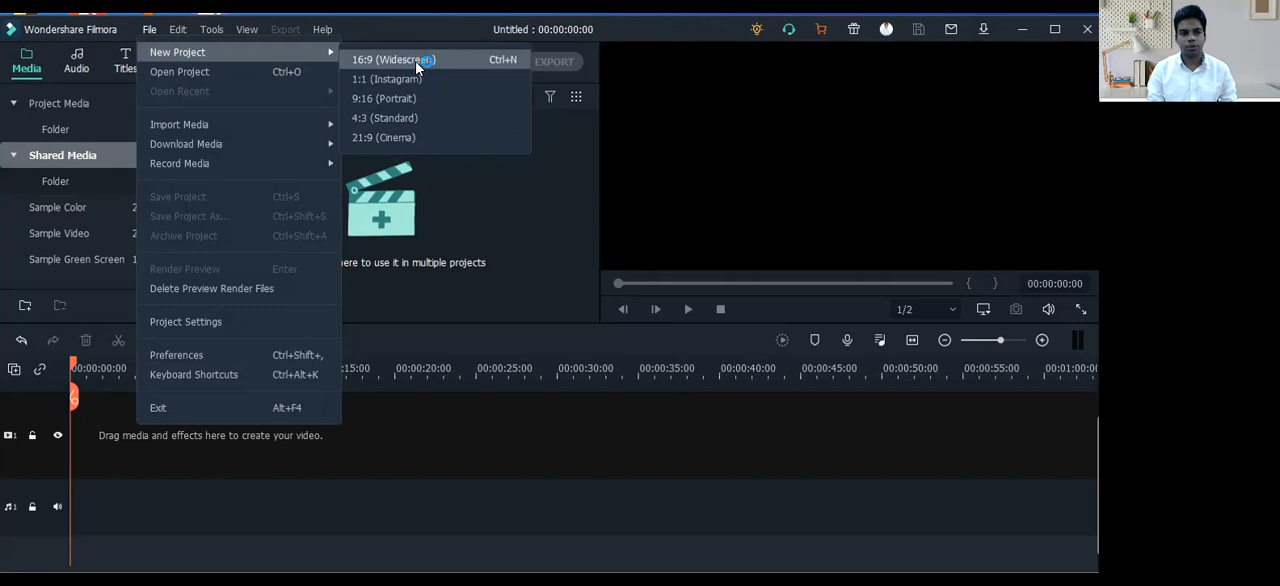 Wondershare Filmora
File
Edit
Tools
View
Export
Help
Untitled : 00:00:00:00
Media
Audio
Titles
EXPORT
New Project
Open Project Ctrl+O
Open Recent
Import Media
Download Media
Record Media
Save Project Ctrl+S
Save Project As... Ctrl+Shift+S
Archive Project Ctrl+Shift+A
Render Preview Enter
Delete Preview Render Files
Project Settings
Preferences Ctrl+Shift+,
Keyboard Shortcuts Ctrl+Alt+K
Exit Alt+F4
16:9 (Widescreen) Ctrl+N
1:1 (Instagram)
9:16 (Portrait)
4:3 (Standard)
21:9 (Cinema)
Project Media
Folder
Shared Media
Folder
Sample Color 2
Sample Video 2
Sample Green Screen 1
here to use it in multiple projects
{ } 00:00:00:00
1/2
00:00:00:00 :15:00 00:00:20:00 00:00:25:00 00:00:30:00 00:00:35:00 00:00:40:00 00:00:45:00 00:00:50:00 00:00:55:00 00:01:00:0
1
Drag media and effects here to create your video.
1